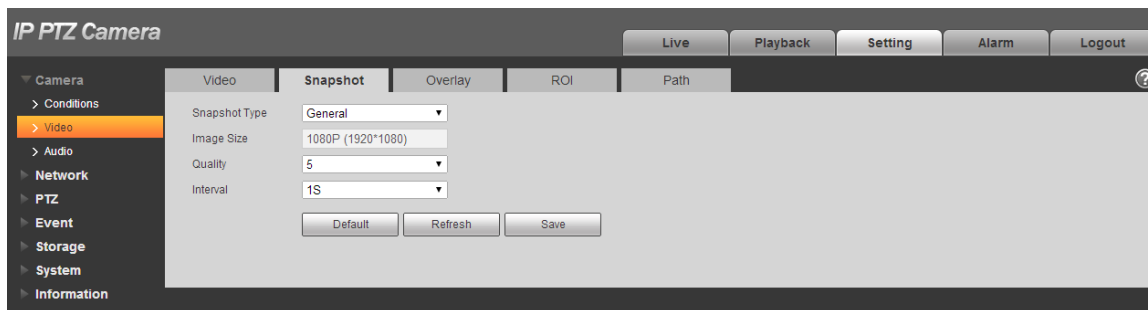 IP PTZ Camera
Live Playback Setting Alarm Logout
Camera
Conditions
Video
Audio
Network
PTZ
Event
Storage
System
Information
Video Snapshot Overlay ROI Path
?
Snapshot Type General
Image Size 1080P (1920*1080)
Quality 5
Interval 1S
Default Refresh Save